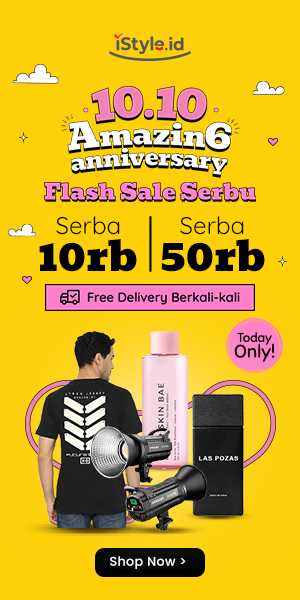 iStyle.id
10.10
Amazin6
anniversary
Flash Sale Serbu
Serba
10rb
Serba
50rb
Free Delivery Berkali-kali
Today
Only!
SKIN BAE
LAS POZAS
Shop Now >